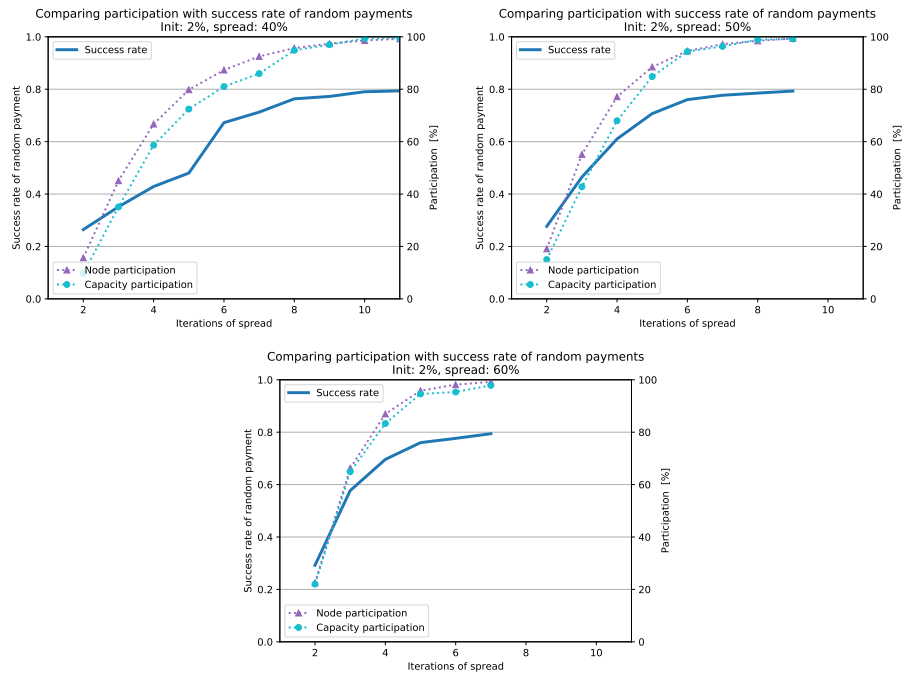 Comparing participation with success rate of random payments
Init: 2%, spread: 40%
Success rate
Node participation
Capacity participation
Success rate of random payment
0.0
0.2
0.4
0.6
0.8
1.0
Participation [%]
0
20
40
60
80
100
2
4
6
8
10
Iterations of spread
Comparing participation with success rate of random payments
Init: 2%, spread: 50%
Success rate
Node participation
Capacity participation
Success rate of random payment
0.0
0.2
0.4
0.6
0.8
1.0
Participation [%]
0
20
40
60
80
100
2
4
6
8
10
Iterations of spread
Comparing participation with success rate of random payments
Init: 2%, spread: 60%
Success rate
Node participation
Capacity participation
Success rate of random payment
0.0
0.2
0.4
0.6
0.8
1.0
Participation [%]
0
20
40
60
80
100
2
4
6
8
10
Iterations of spread